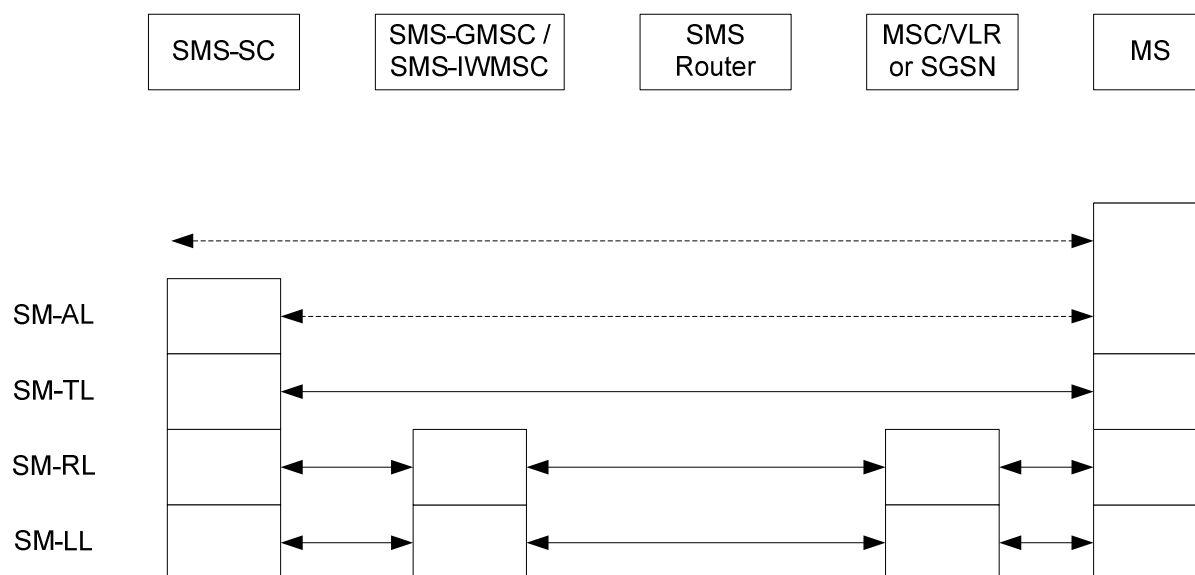 SMS-SC
SMS-GMSC /
SMS-IWMSC
SMS
Router
MSC/VLR
or SGSN
MS
SM-AL
SM-TL
SM-RL
SM-LL